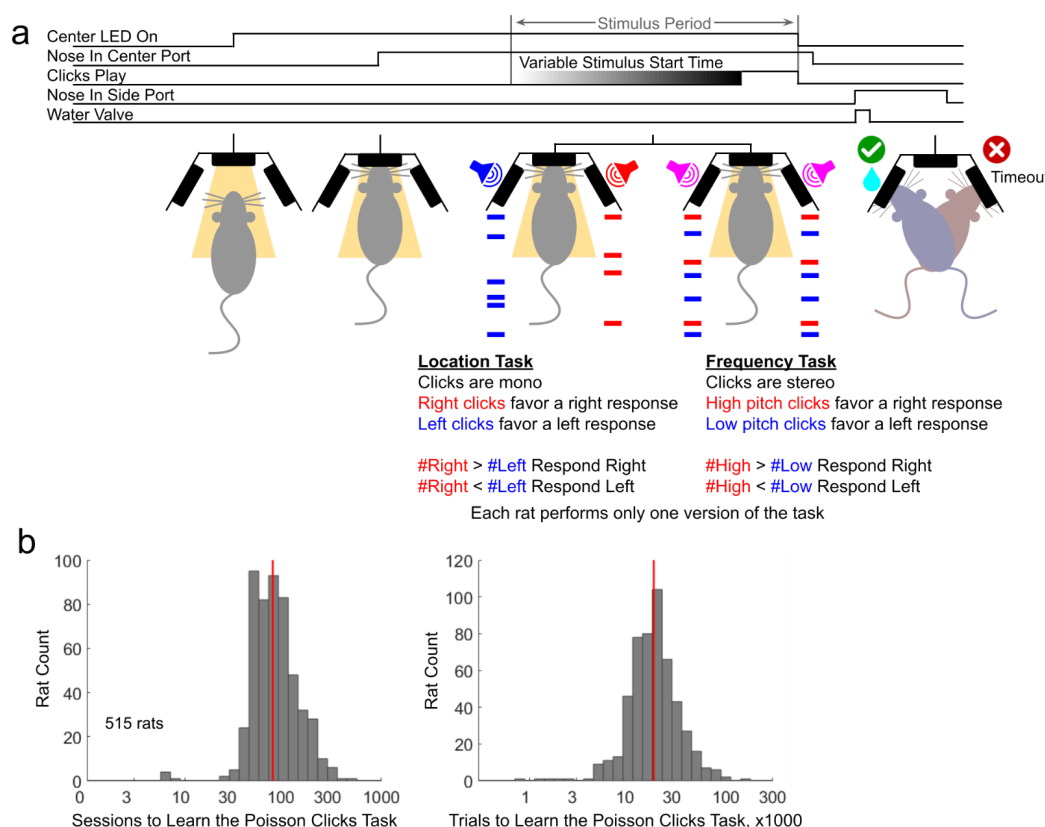 a
Stimulus Period
Center LED On
Nose In Center Port
Variable Stimulus Start Time
Clicks Play
Nose In Side Port
Water Valve
Timeout
Location Task
Clicks are mono
Right clicks favor a right response
Left clicks favor a left response
#Right > #Left Respond Right
#Right < #Left Respond Left
Frequency Task
Clicks are stereo
High pitch clicks favor a right response
Low pitch clicks favor a left response
#High > #Low Respond Right
#High < #Low Respond Left
Each rat performs only one version of the task
b
100
80
60
40
20
0
Rat Count
515 rats
0 3 10 30 100 300 1000
Sessions to Learn the Poisson Clicks Task
120
100
80
60
40
20
0
Rat Count
1 3 10 30 100 300
Trials to Learn the Poisson Clicks Task, x1000